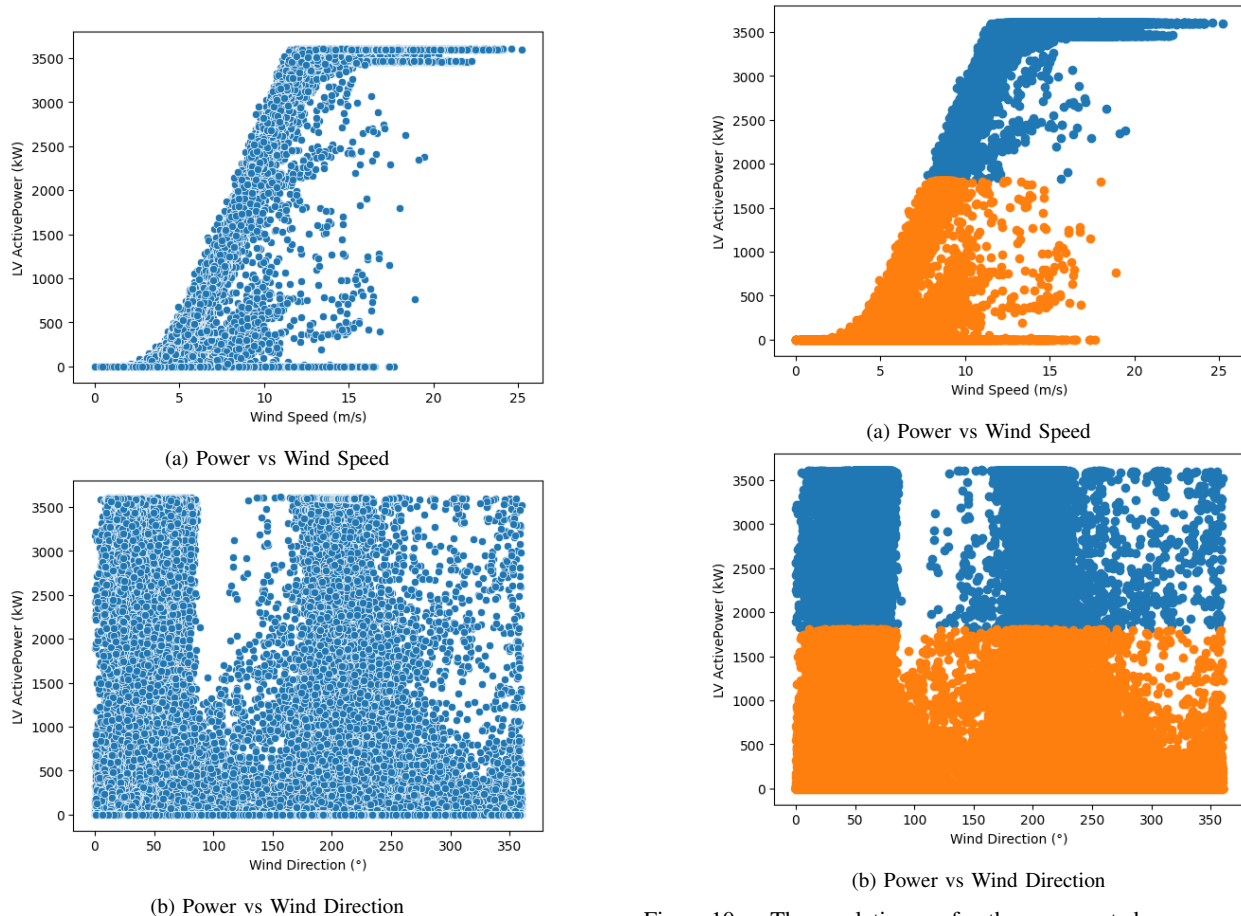 3500
3000
2500
2000
1500
1000
500
0
LV ActivePower (kW)
0 5 10 15 20 25
Wind Speed (m/s)
(a) Power vs Wind Speed
3500
3000
2500
2000
1500
1000
500
0
LV ActivePower (kW)
0 50 100 150 200 250 300 350
Wind Direction (°)
(b) Power vs Wind Direction
3500
3000
2500
2000
1500
1000
500
0
LV ActivePower (kW)
0 5 10 15 20 25
Wind Speed (m/s)
(a) Power vs Wind Speed
3500
3000
2500
2000
1500
1000
500
0
LV ActivePower (kW)
0 50 100 150 200 250 300 350
Wind Direction (°)
(b) Power vs Wind Direction